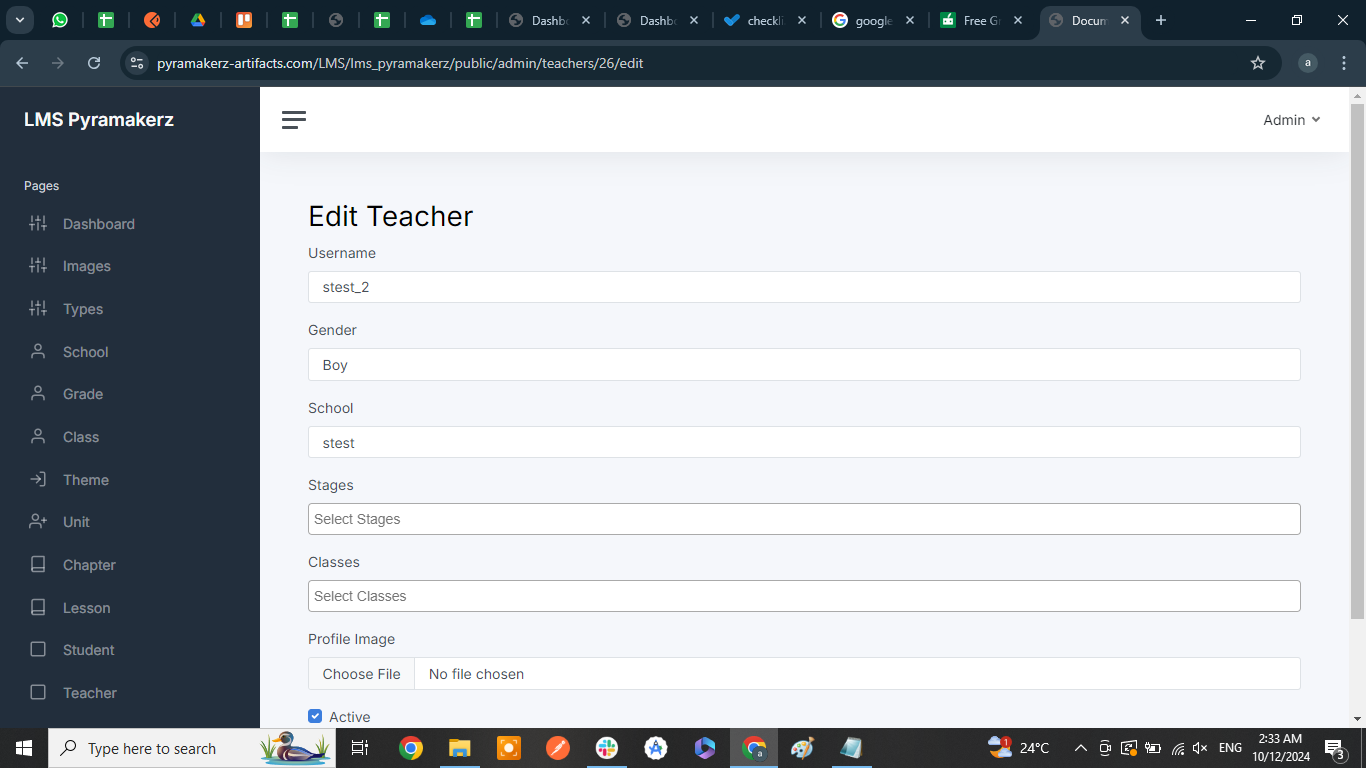 Dashbo
Dashbo
checkli
google
Free Gr
Docum
pyramakerz-artifacts.com/LMS/lms_pyramakerz/public/admin/teachers/26/edit
a
LMS Pyramakerz
Admin
Pages
Dashboard
Images
Types
School
Grade
Class
Theme
Unit
Chapter
Lesson
Student
Teacher
Edit Teacher
Username
stest_2
Gender
Boy
School
stest
Stages
Select Stages
Classes
Select Classes
Profile Image
Choose File No file chosen
Active
Type here to search
24°C
ENG
2:33 AM
10/12/2024
3